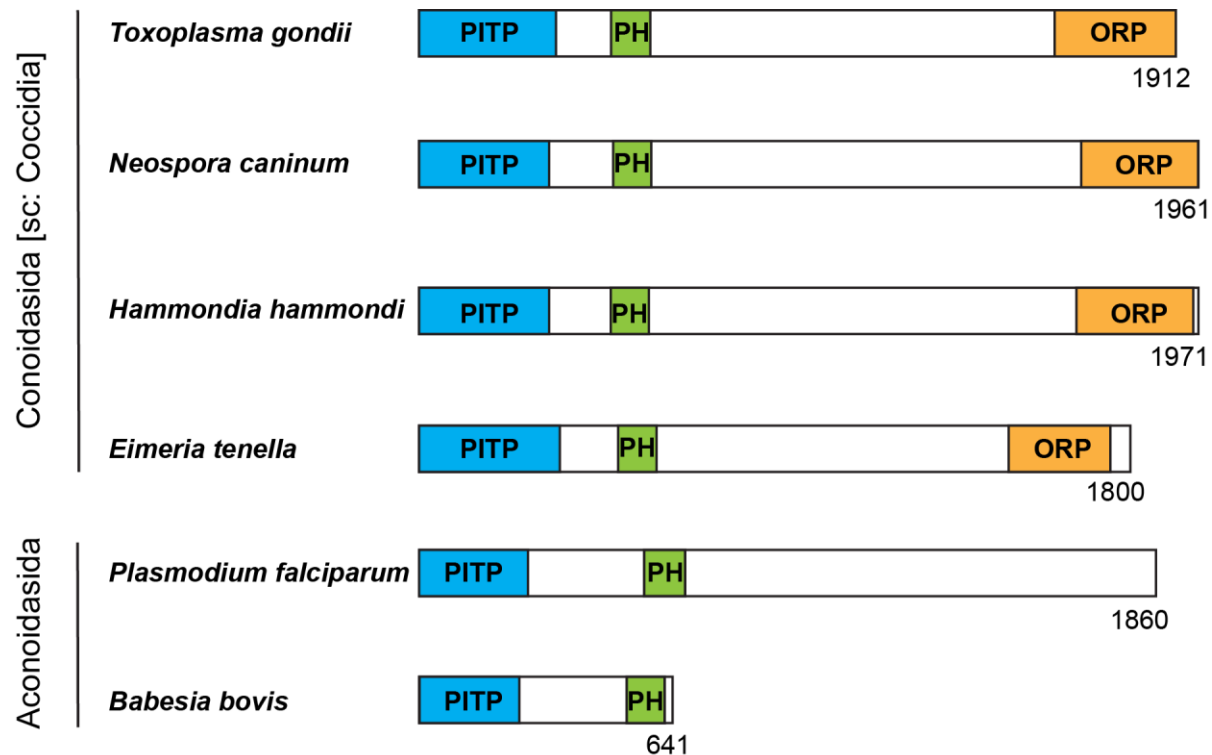 Conoidasida [sc: Coccidia]
Toxoplasma gondii PITP PH ORP
1912
Neospora caninum PITP PH ORP
1961
Hammondia hammondi PITP PH ORP
1971
Eimeria tenella PITP PH ORP
1800
Aconoidasida
Plasmodium falciparum PITP PH
1860
Babesia bovis PITP PH
641